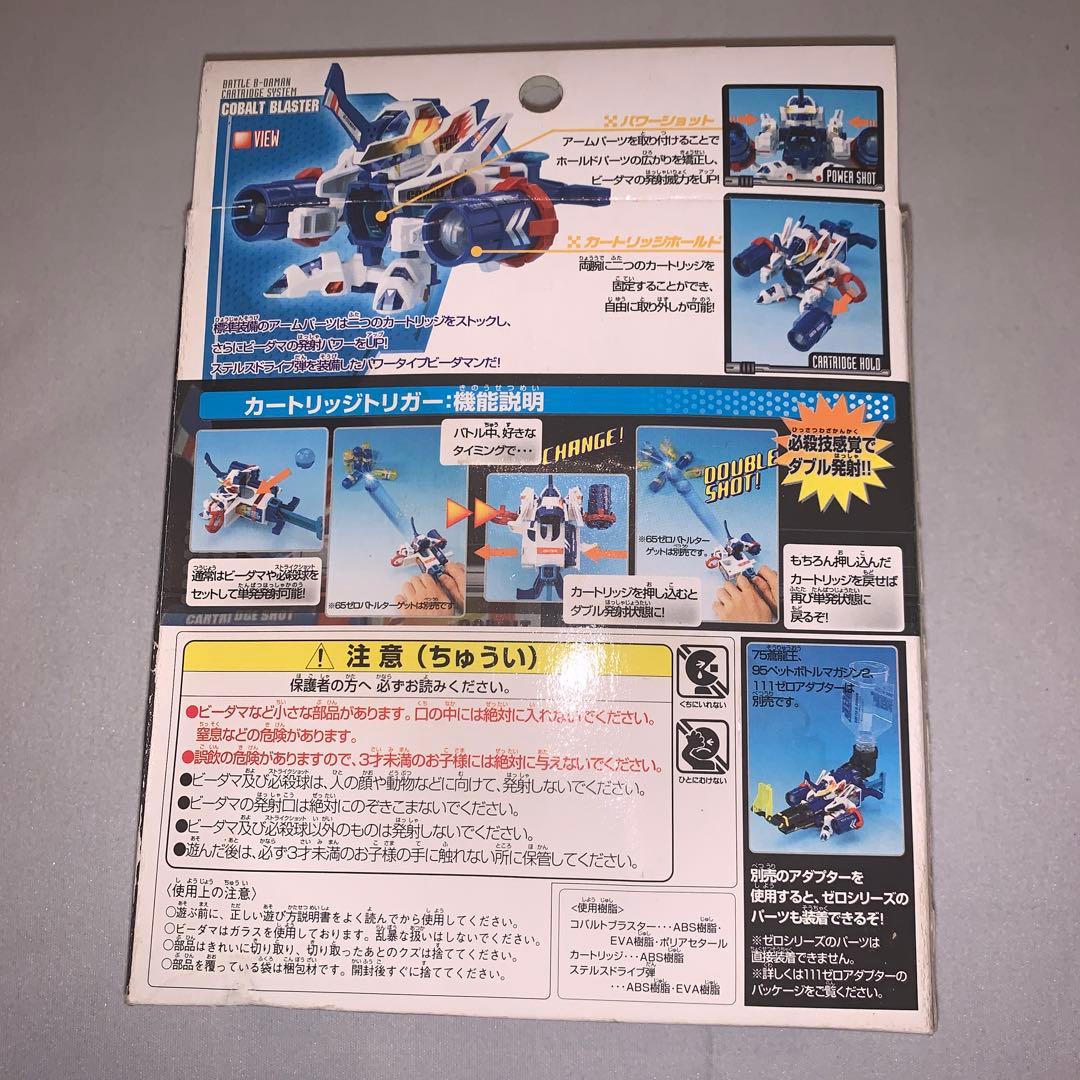 BATTLE B-DAMAN
CARTRIDGE SYSTEM
COBALT BLASTER
VIEW
パワーショット
アームパーツを取り付けることで
ホールドパーツの広がりを矯正し、
ビーダマの発射威力をUP!
POWER SHOT
カートリッジホールド
両腕に二つのカートリッジを
固定することができ、
自由に取り外しが可能!
CARTRIDGE HOLD
標準装備のアームパーツは二つのカートリッジをストックし、
さらにビーダマの発射パワーをUP!
ステルスドライブ弾を装備したパワータイプビーダマンだ!
カートリッジトリガー:機能説明
必殺技感覚で
ダブル発射!!
バトル中、好きな
タイミングで・・・
CHANGE!
DOUBLE
SHOT!
通常はビーダマや必殺球を
セットして単発発射可能!
※65ゼロバトルターゲットは別売です。
カートリッジを押し込むと
ダブル発射状態に!
※65ゼロバトルター
ゲットは別売です。
もちろん押し込んだ
カートリッジを戻せば
再び単発状態に
戻るぞ!
CARTRIDGE SHOT
注意(ちゅうい)
保護者の方へ 必ずお読みください。
●ビーダマなど小さな部品があります。口の中には絶対に入れないでください。
窒息などの危険があります。
●誤飲の危険がありますので、3才未満のお子様には絶対に与えないでください。
●ビーダマ及び必殺球は、人の顔や動物などに向けて、発射しないでください。
●ビーダマの発射口は絶対にのぞきこまないでください。
●ビーダマ及び必殺球以外のものは発射しないでください。
●遊んだ後は、必ず3才未満のお子様の手に触れない所に保管してください。
くちにいれない
ひとにむけない
〈使用上の注意〉
○遊ぶ前に、正しい遊び方説明書をよく読んでから使用してください。
○ビーダマはガラスを使用しております。乱暴な扱いはしないでください。
○部品はきれいに切り取り、切り取ったあとのクズは捨ててください。
○部品を覆っている袋は梱包材です。開封後すぐに捨ててください。
<使用樹脂>
コバルトブラスター・・・ABS樹脂・
EVA樹脂・ポリアセタール
カートリッジ・・・ABS樹脂
ステルスドライブ弾
・・・ABS樹脂・EVA樹脂
75蒼龍王、
95ペットボトルマガジン2、
111ゼロアダプターは
別売です。
別売のアダプターを
使用すると、ゼロシリーズの
パーツも装着できるぞ!
※ゼロシリーズのパーツは
直接装着できません。
※詳しくは111ゼロアダプターの
パッケージをご覧ください。